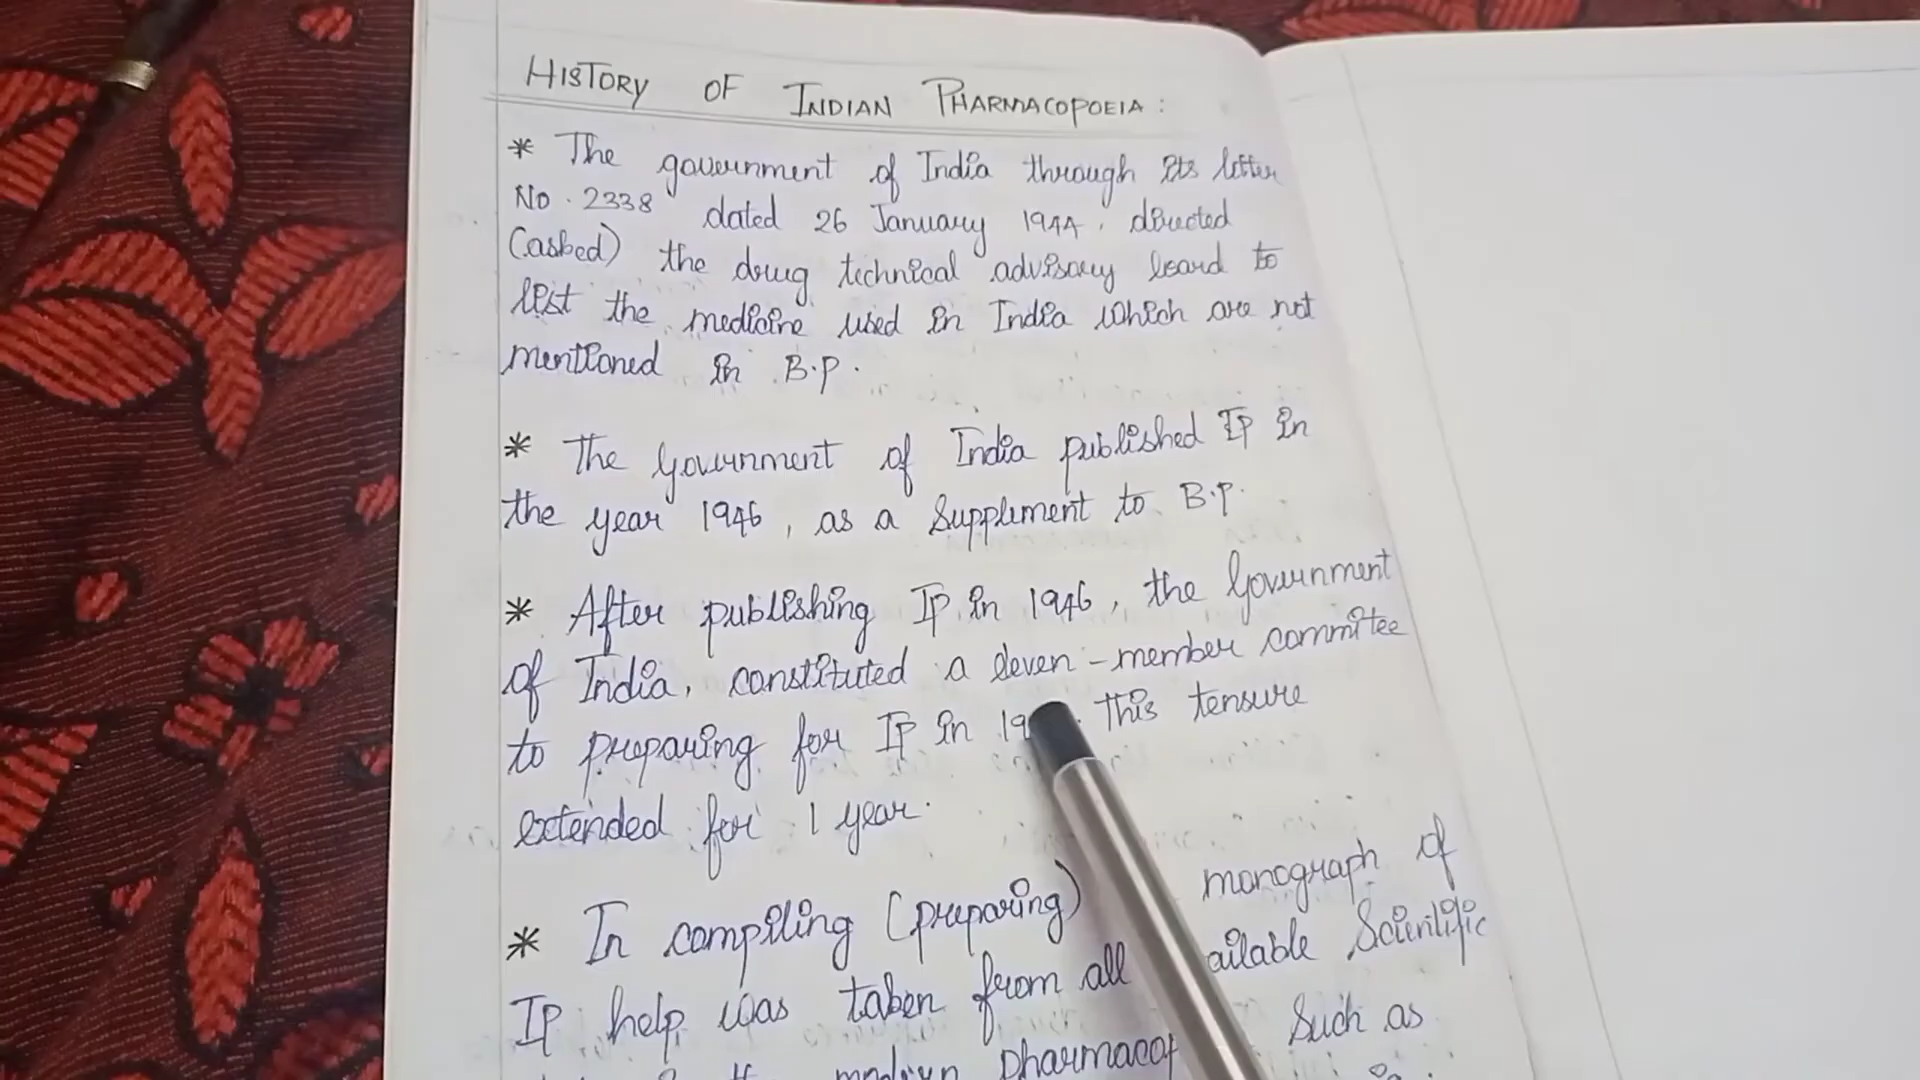 HISTORY OF INDIAN PHARMACOPOEIA:
* The government of India through its letter
No. 2338 dated 26 January 1944, directed
(asked) the drug technical advisory board to
list the medicine used in India which are not
mentioned in B.P.
* The Government of India published IP in
the year 1946, as a Supplement to B.P.
* After publishing IP in 1946, the Government
of India, constituted a eleven-member commitee
to preparing for IP in 19 . This tensure
extended for 1 year.
* In compiling (preparing) monograph of
IP help was taken from all ailable Scientific
modern pharmacop such as